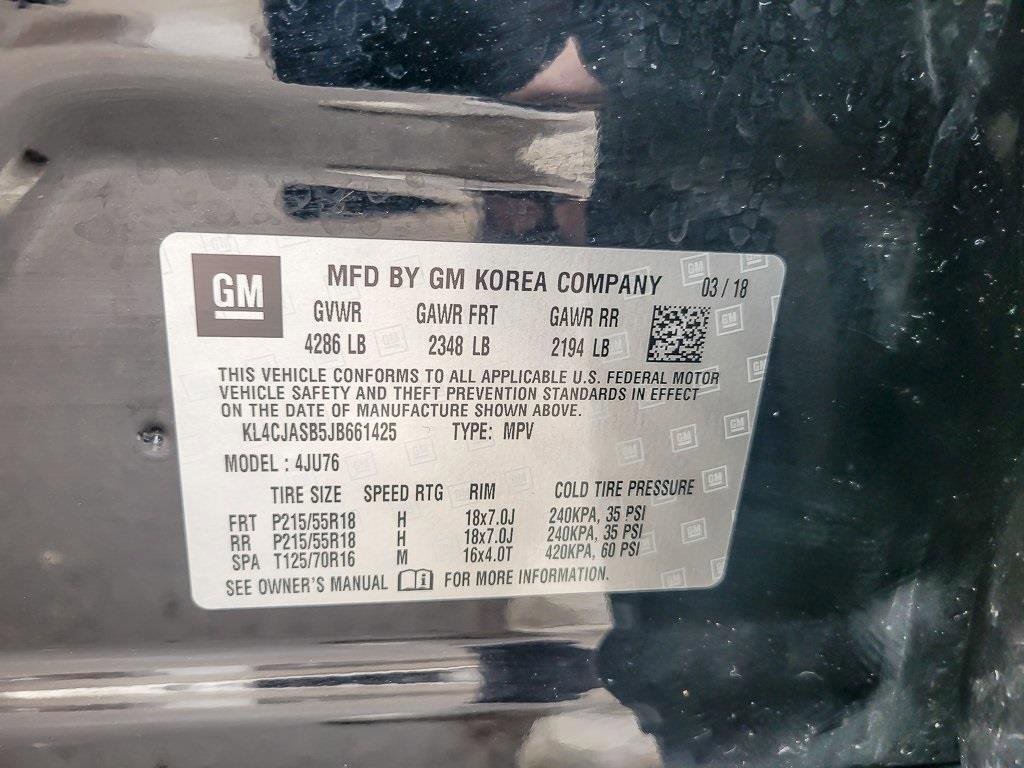 GM
MFD BY GM KOREA COMPANY 03 / 18
GVWR GAWR FRT GAWR RR
4286 LB 2348 LB 2194 LB
THIS VEHICLE CONFORMS TO ALL APPLICABLE U.S. FEDERAL MOTOR
VEHICLE SAFETY AND THEFT PREVENTION STANDARDS IN EFFECT
ON THE DATE OF MANUFACTURE SHOWN ABOVE.
KL4CJASB5JB661425 TYPE: MPV
MODEL : 4JU76
TIRE SIZE SPEED RTG RIM COLD TIRE PRESSURE
FRT P215/55R18 H 18x7.0J 240KPA, 35 PSI
RR P215/55R18 H 18x7.0J 240KPA, 35 PSI
SPA T125/70R16 M 16x4.0T 420KPA, 60 PSI
SEE OWNER'S MANUAL FOR MORE INFORMATION.